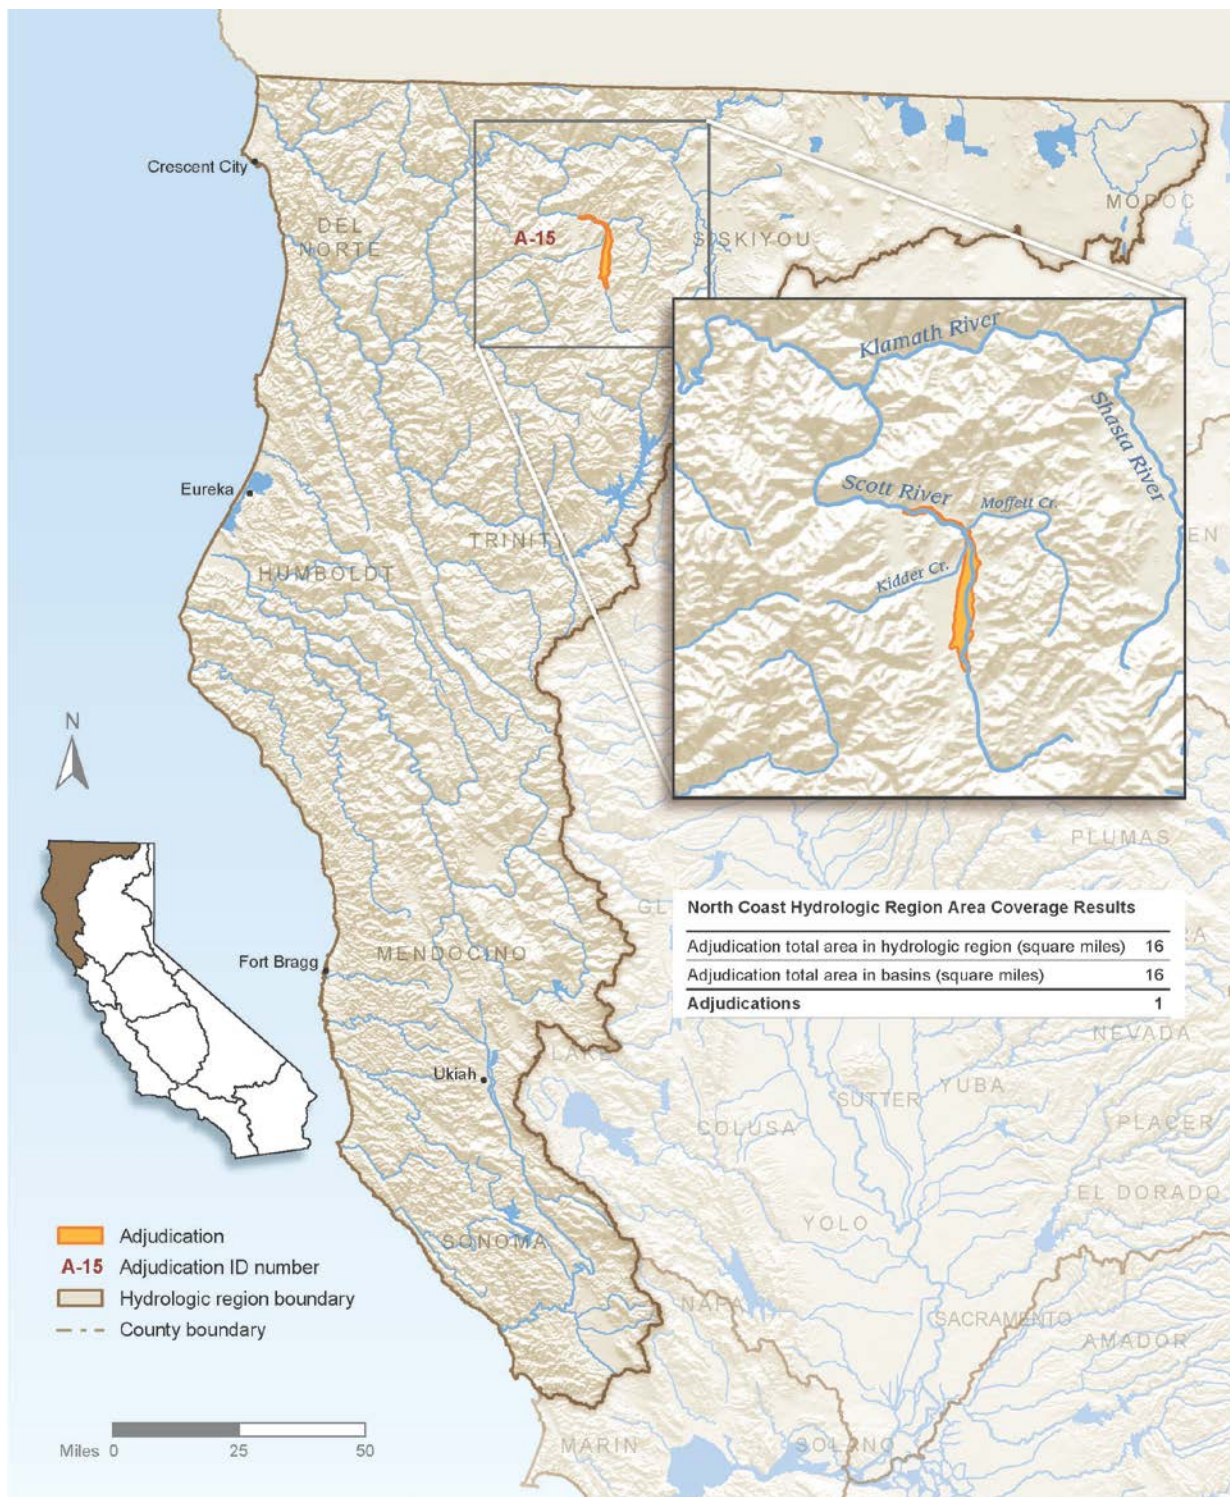 Crescent City
DEL
NORTE
A-15
SISKIYOU
MODOC
Klamath River
Shasta River
Scott River
Moffett Cr.
Kidder Cr.
Eureka
TRINITY
HUMBOLDT
N
PLUMAS
North Coast Hydrologic Region Area Coverage Results
Adjudication total area in hydrologic region (square miles) 16
Adjudication total area in basins (square miles) 16
Adjudications 1
MENDOCINO
Fort Bragg
NEVADA
LAKE
Ukiah
YUBA
SUTTER
COLUSA
PLACER
EL DORADO
YOLO
SONOMA
Adjudication
A-15 Adjudication ID number
Hydrologic region boundary
County boundary
NAPA
SACRAMENTO
AMADOR
Miles 0 25 50
MARIN
SOLANO